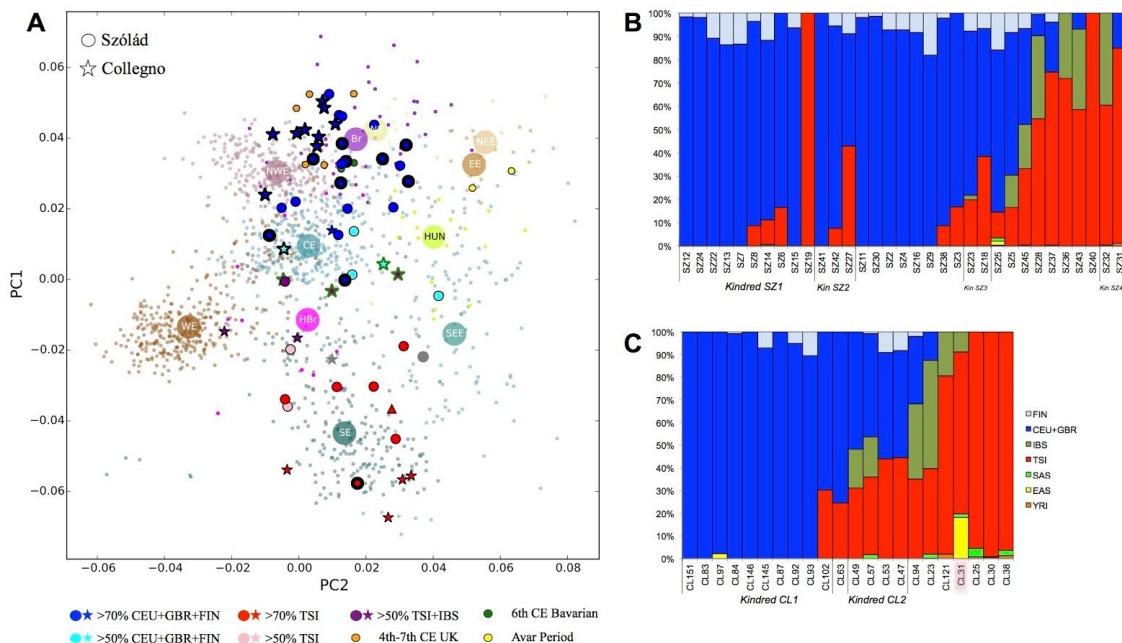 A
Szólád
Collegno
PC1
0.06
0.04
0.02
0.00
−0.02
−0.04
−0.06
Br
NEE
EE
NWE
HUN
CE
HBr
WE
SEE
SE
−0.06 −0.04 −0.02 0.00 0.02 0.04 0.06 0.08
PC2
>70% CEU+GBR+FIN >70% TSI >50% TSI+IBS 6th CE Bavarian
>50% CEU+GBR+FIN >50% TSI 4th-7th CE UK Avar Period
B
100%
90%
80%
70%
60%
50%
40%
30%
20%
10%
0%
SZ12 SZ24 SZ22 SZ13 SZ7 SZ8 SZ14 SZ6 SZ15 SZ19 SZ41 SZ42 SZ27 SZ11 SZ30 SZ2 SZ4 SZ16 SZ9 SZ38 SZ3 SZ23 SZ18 SZ25 SZ5 SZ45 SZ28 SZ37 SZ36 SZ43 SZ40 SZ32 SZ31
Kindred SZ1 Kin SZ2 Kin SZ3 Kin SZ4
C
100%
90%
80%
70%
60%
50%
40%
30%
20%
10%
0%
CL151 CL83 CL97 CL84 CL146 CL145 CL87 CL92 CL93 CL102 CL63 CL49 CL57 CL53 CL47 CL94 CL23 CL121 CL31 CL25 CL30 CL38
Kindred CL1 Kindred CL2
FIN
CEU+GBR
IBS
TSI
SAS
EAS
YRI